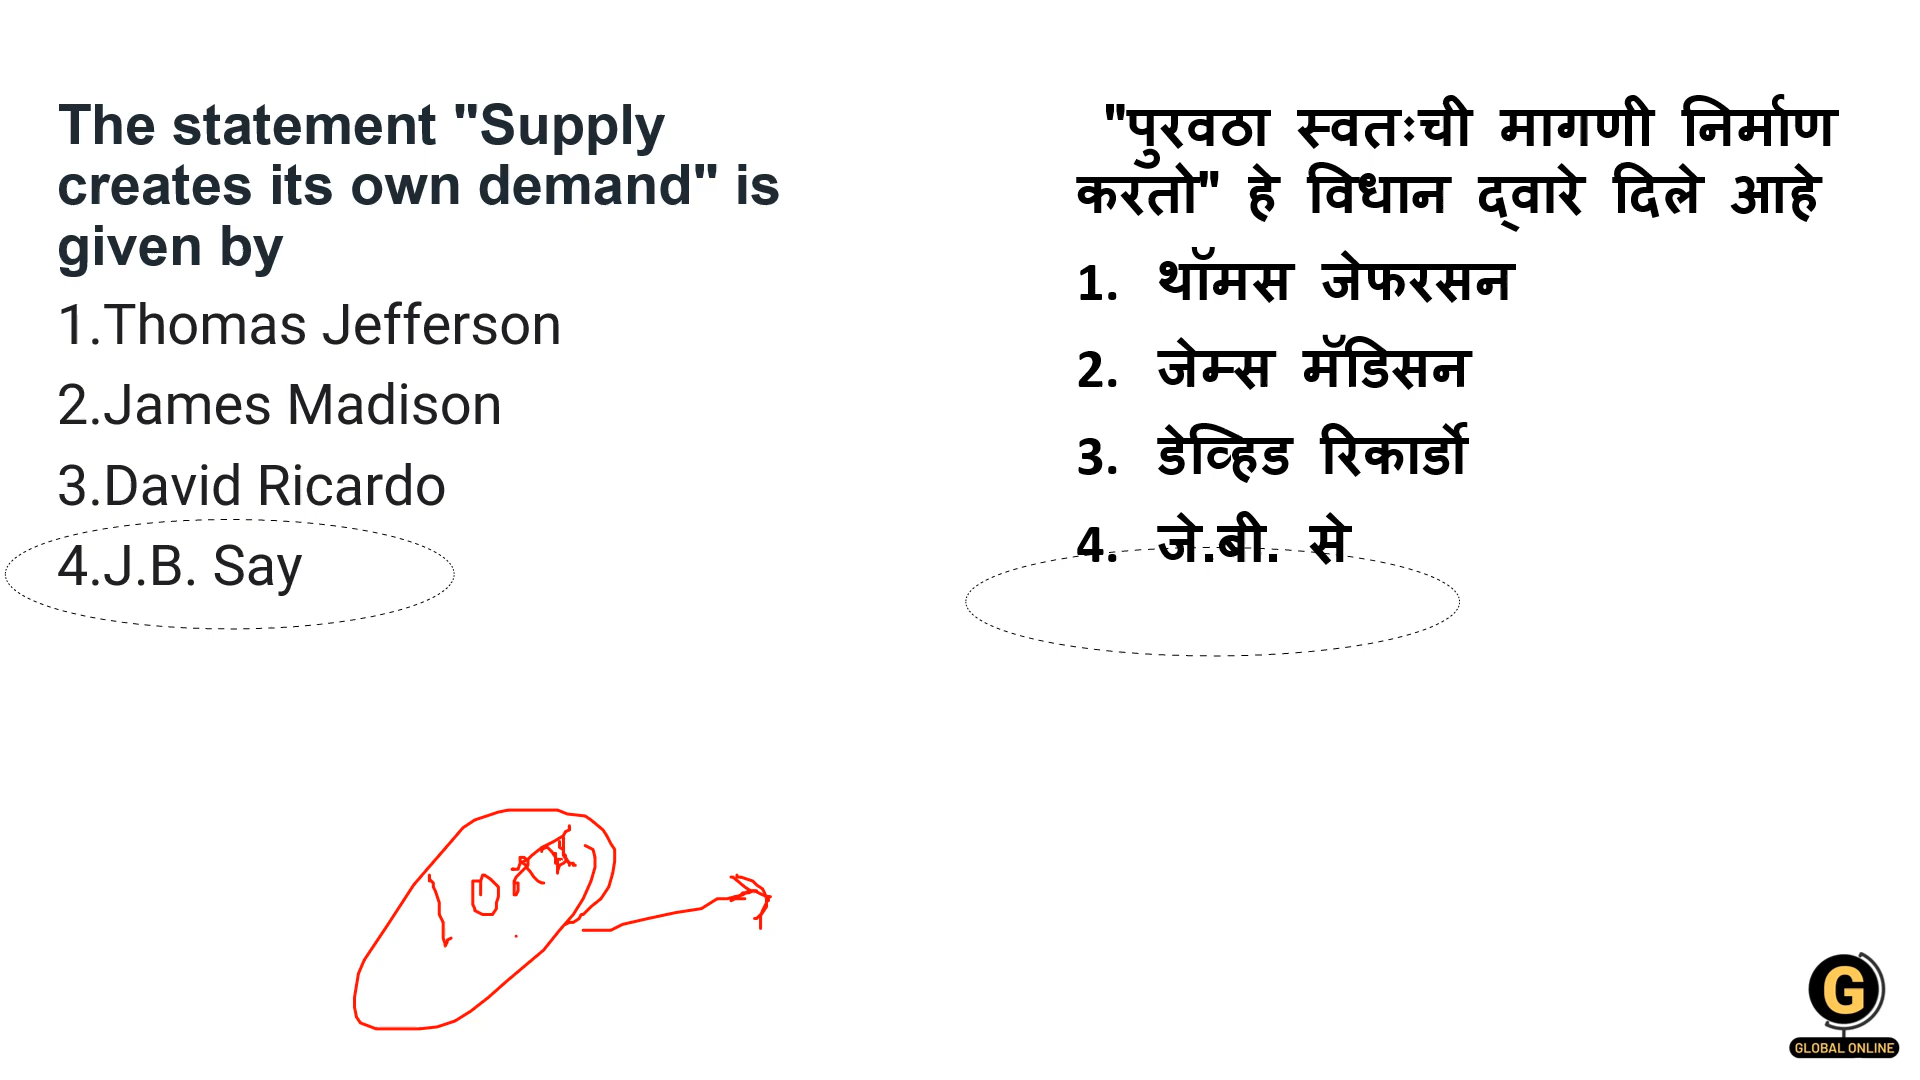 The statement "Supply
creates its own demand" is
given by
1.Thomas Jefferson
2.James Madison
3.David Ricardo
4.J.B. Say
"पुरवठा स्वतःची मागणी निर्माण
करतो" हे विधान द्वारे दिले आहे
1. थॉमस जेफरसन
2. जेम्स मॅडिसन
3. डेव्हिड रिकार्डो
4. जे.बी. से
G
GLOBAL ONLINE